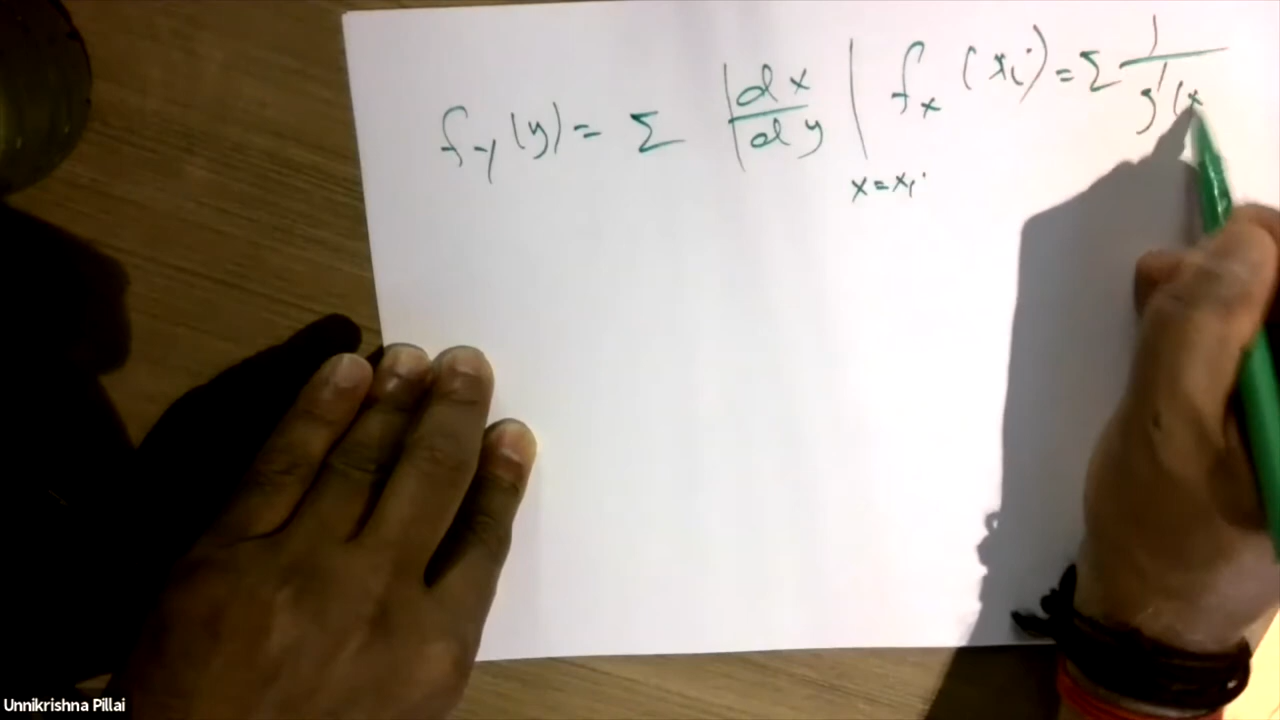 f_Y(y) = Σ |dx/dy|_{x=x_i} f_x(x_i) = Σ 1/g'(x
Unnikrishna Pillai